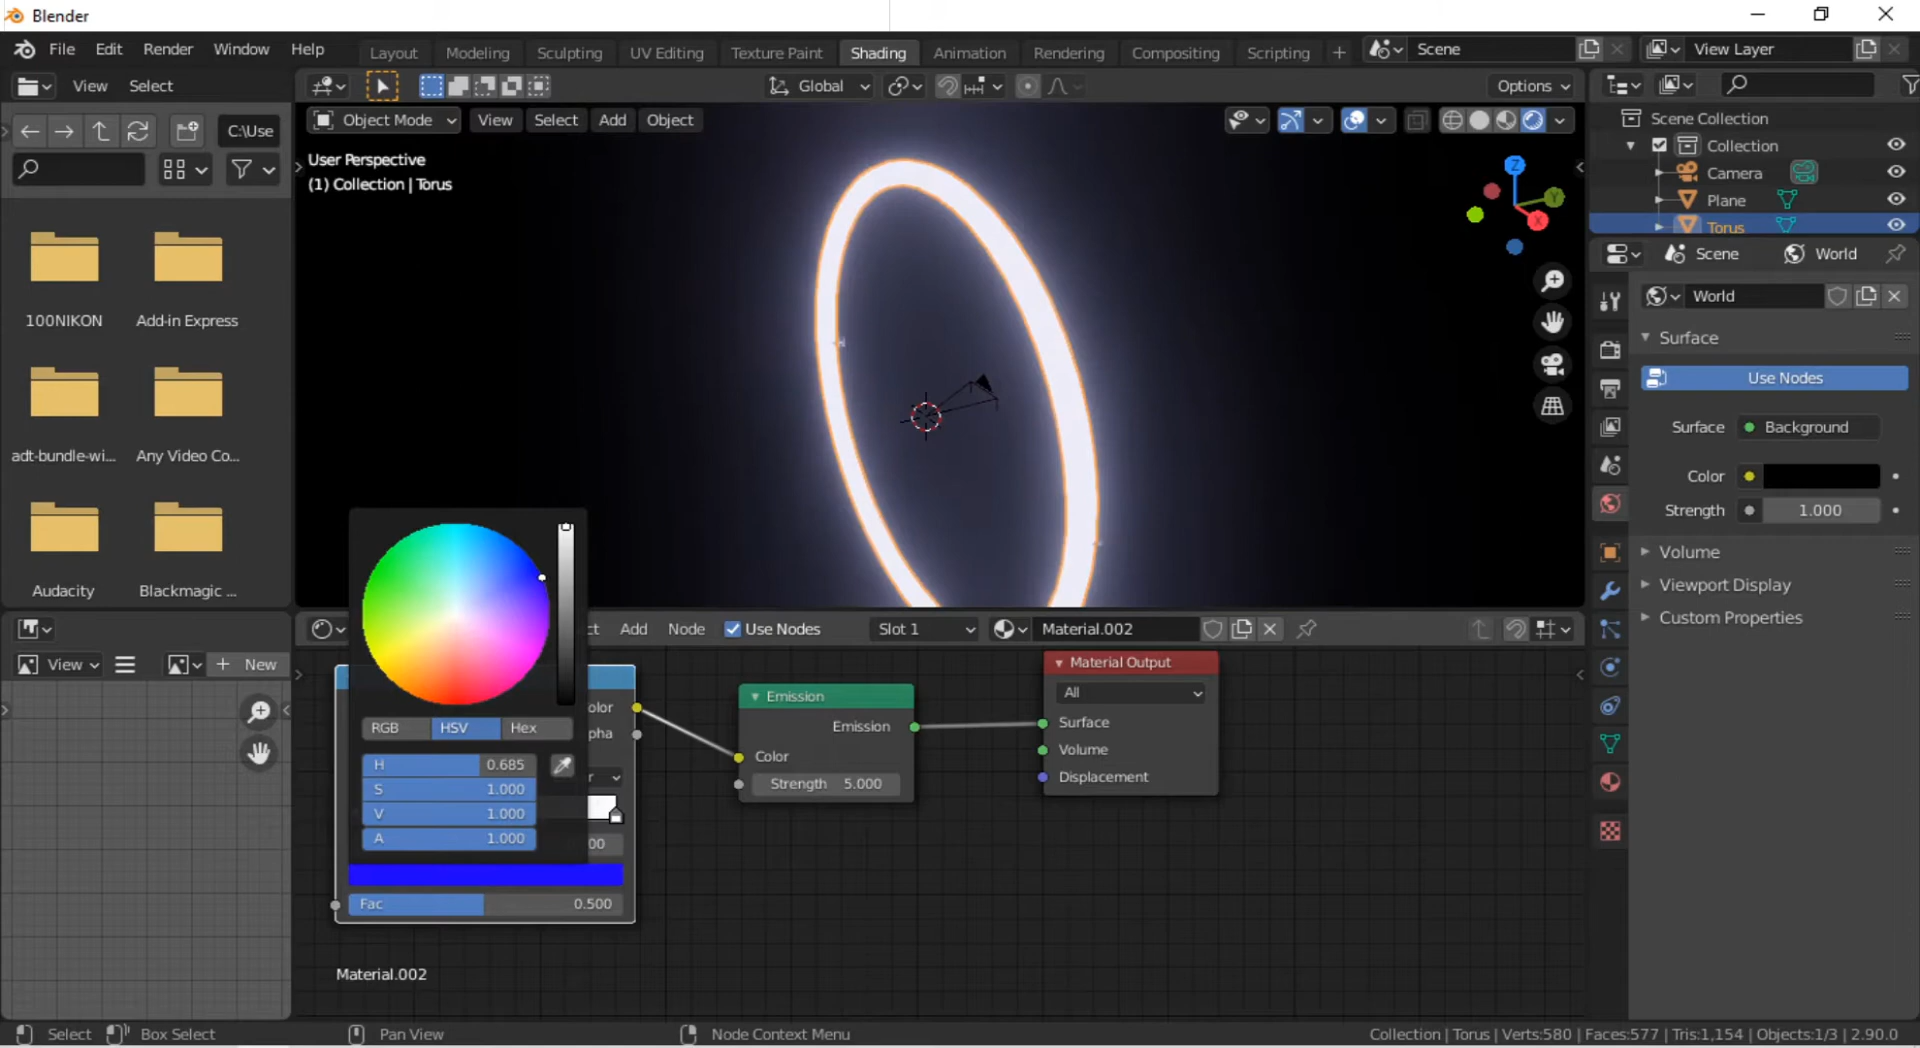 Blender
File Edit Render Window Help Layout Modeling Sculpting UV Editing Texture Paint Shading Animation Rendering Compositing Scripting + Scene View Layer
View Select Global Options
Object Mode View Select Add Object
C:\Use
User Perspective
(1) Collection | Torus
Z
Y
X
100NIKON Add-in Express
adt-bundle-wi... Any Video Co...
Audacity Blackmagic ...
Scene Collection
Collection
Camera
Plane
Torus
Scene World
World
Surface
Use Nodes
Surface Background
Color
Strength 1.000
Volume
Viewport Display
Custom Properties
View + New
ct Add Node Use Nodes Slot 1 Material.002
RGB HSV Hex
H 0.685
S 1.000
V 1.000
A 1.000
olor
pha
r
00
Fac 0.500
Emission
Emission
Color
Strength 5.000
Material Output
All
Surface
Volume
Displacement
Material.002
Select Box Select Pan View Node Context Menu Collection | Torus | Verts:580 | Faces:577 | Tris:1,154 | Objects:1/3 | 2.90.0